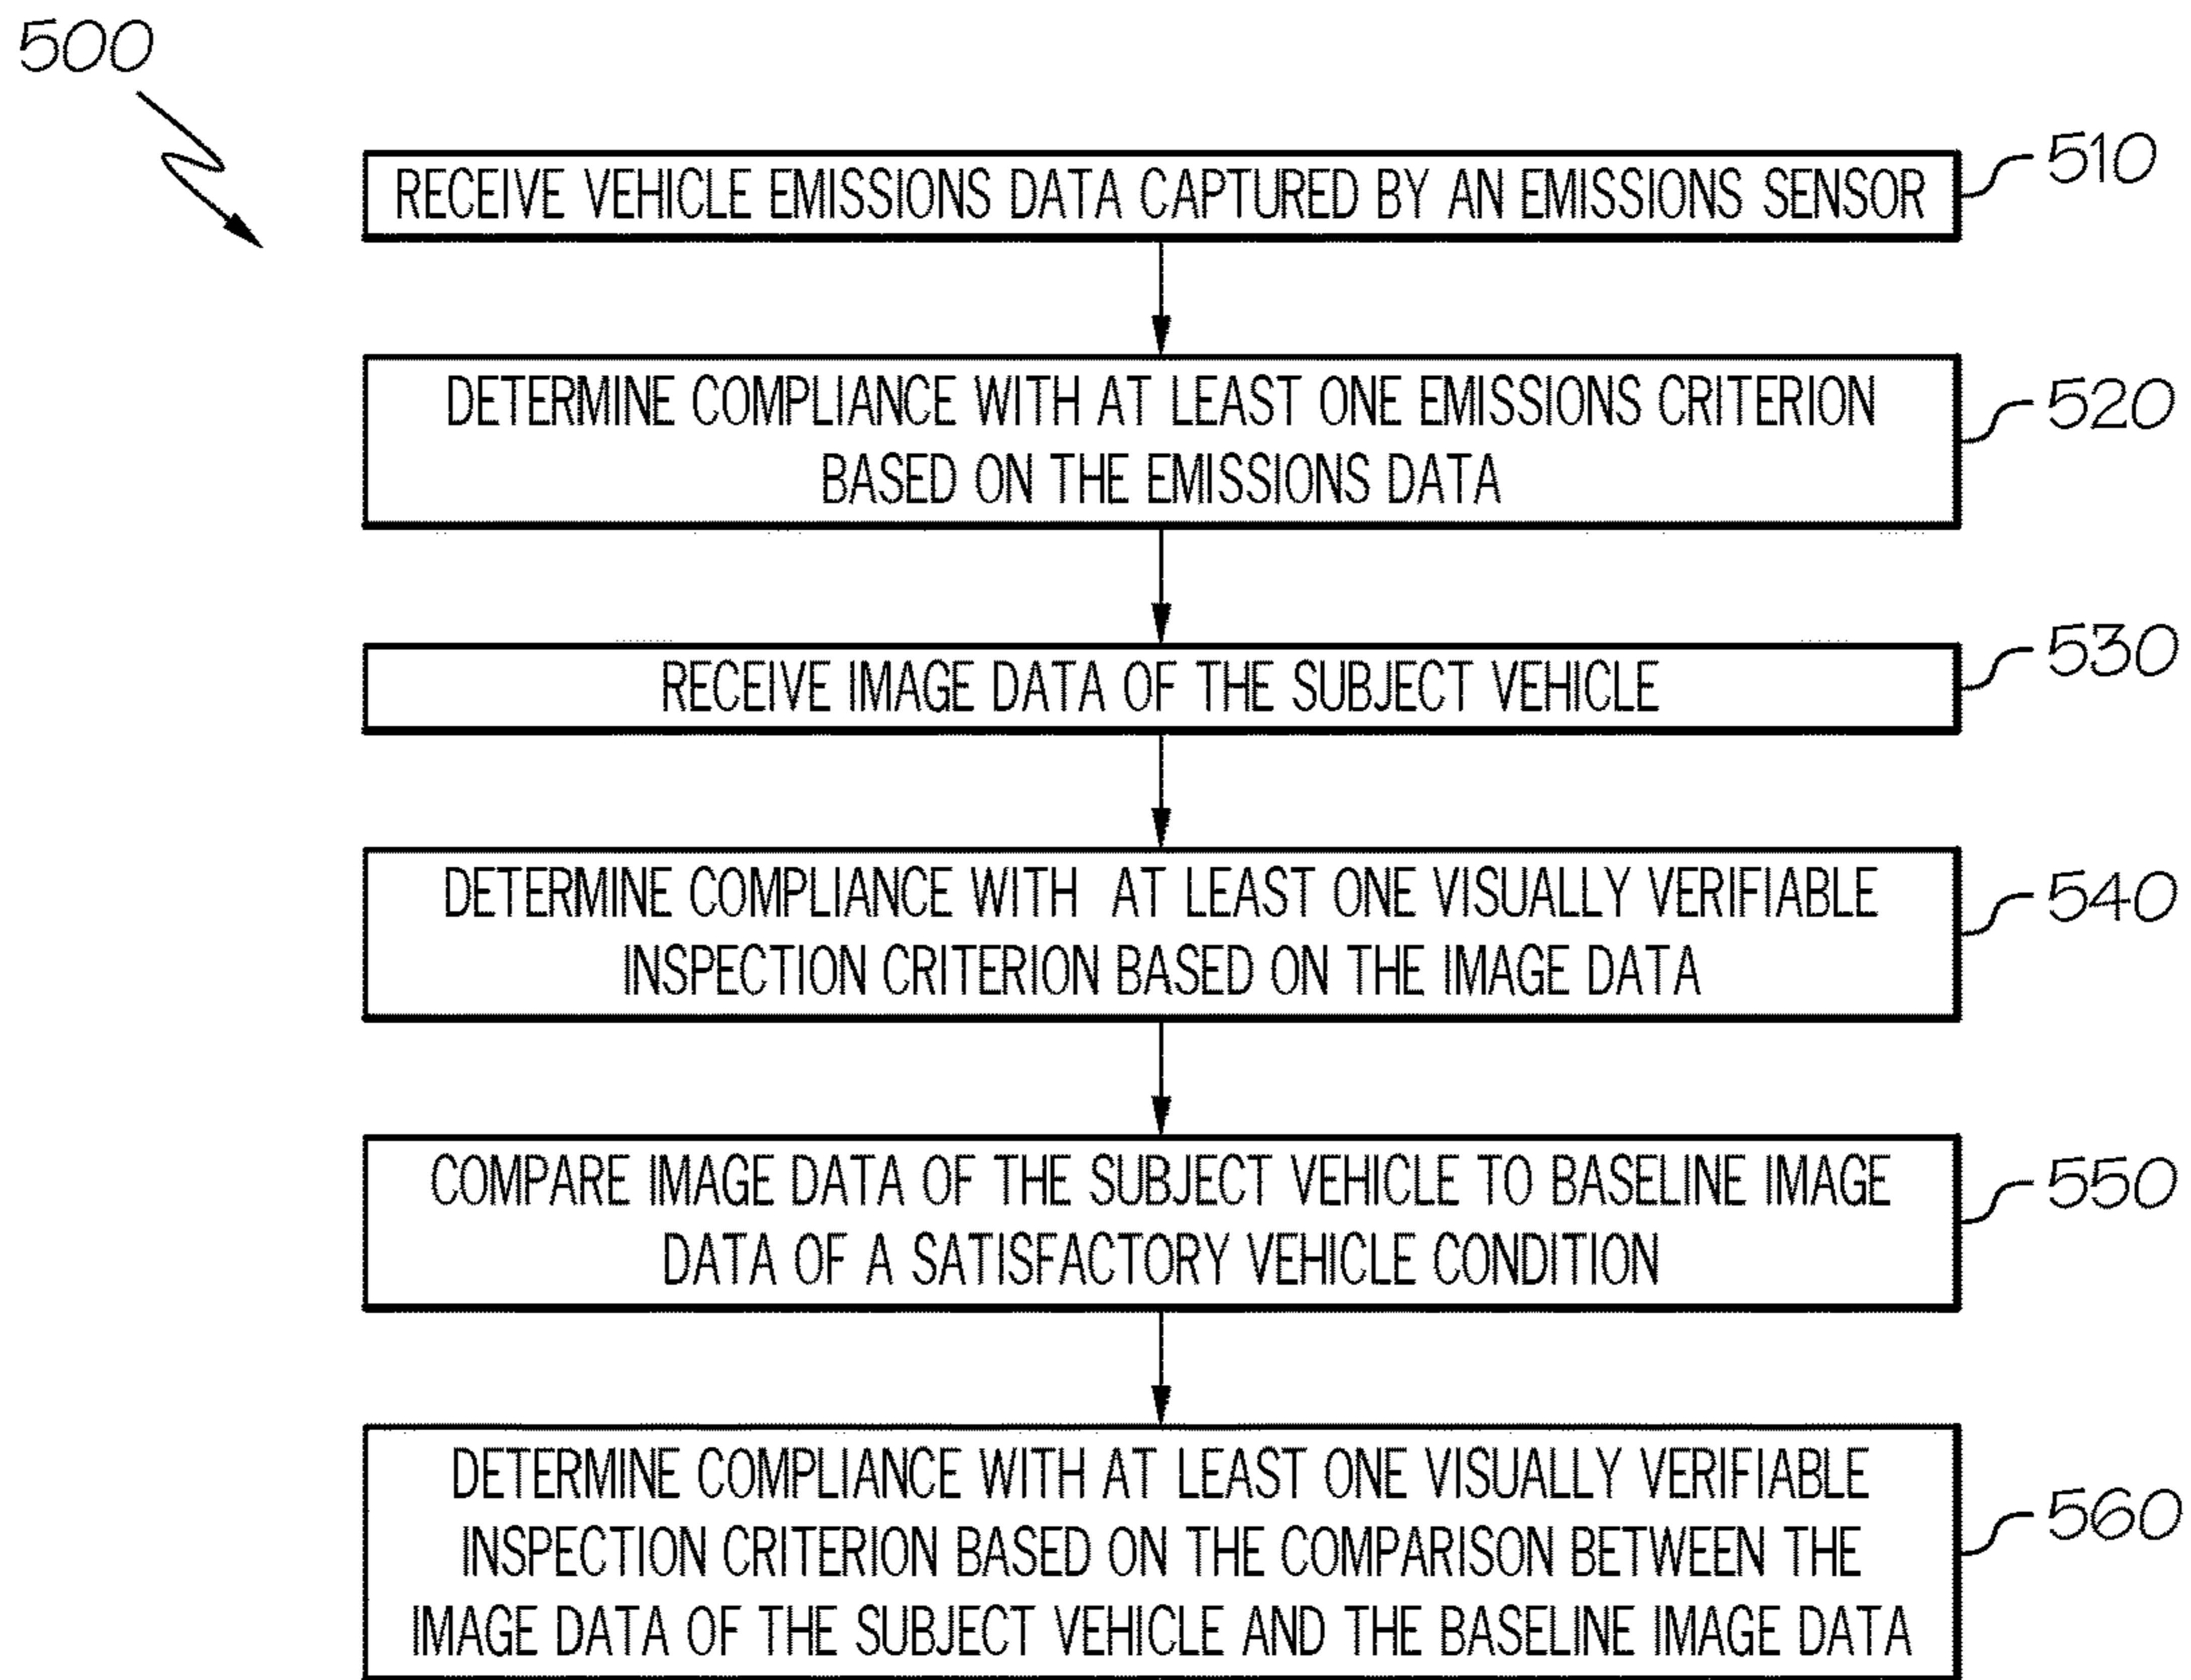 500
RECEIVE VEHICLE EMISSIONS DATA CAPTURED BY AN EMISSIONS SENSOR
510
DETERMINE COMPLIANCE WITH AT LEAST ONE EMISSIONS CRITERION
BASED ON THE EMISSIONS DATA
520
RECEIVE IMAGE DATA OF THE SUBJECT VEHICLE
530
DETERMINE COMPLIANCE WITH AT LEAST ONE VISUALLY VERIFIABLE
INSPECTION CRITERION BASED ON THE IMAGE DATA
540
COMPARE IMAGE DATA OF THE SUBJECT VEHICLE TO BASELINE IMAGE
DATA OF A SATISFACTORY VEHICLE CONDITION
550
DETERMINE COMPLIANCE WITH AT LEAST ONE VISUALLY VERIFIABLE
INSPECTION CRITERION BASED ON THE COMPARISON BETWEEN THE
IMAGE DATA OF THE SUBJECT VEHICLE AND THE BASELINE IMAGE DATA
560